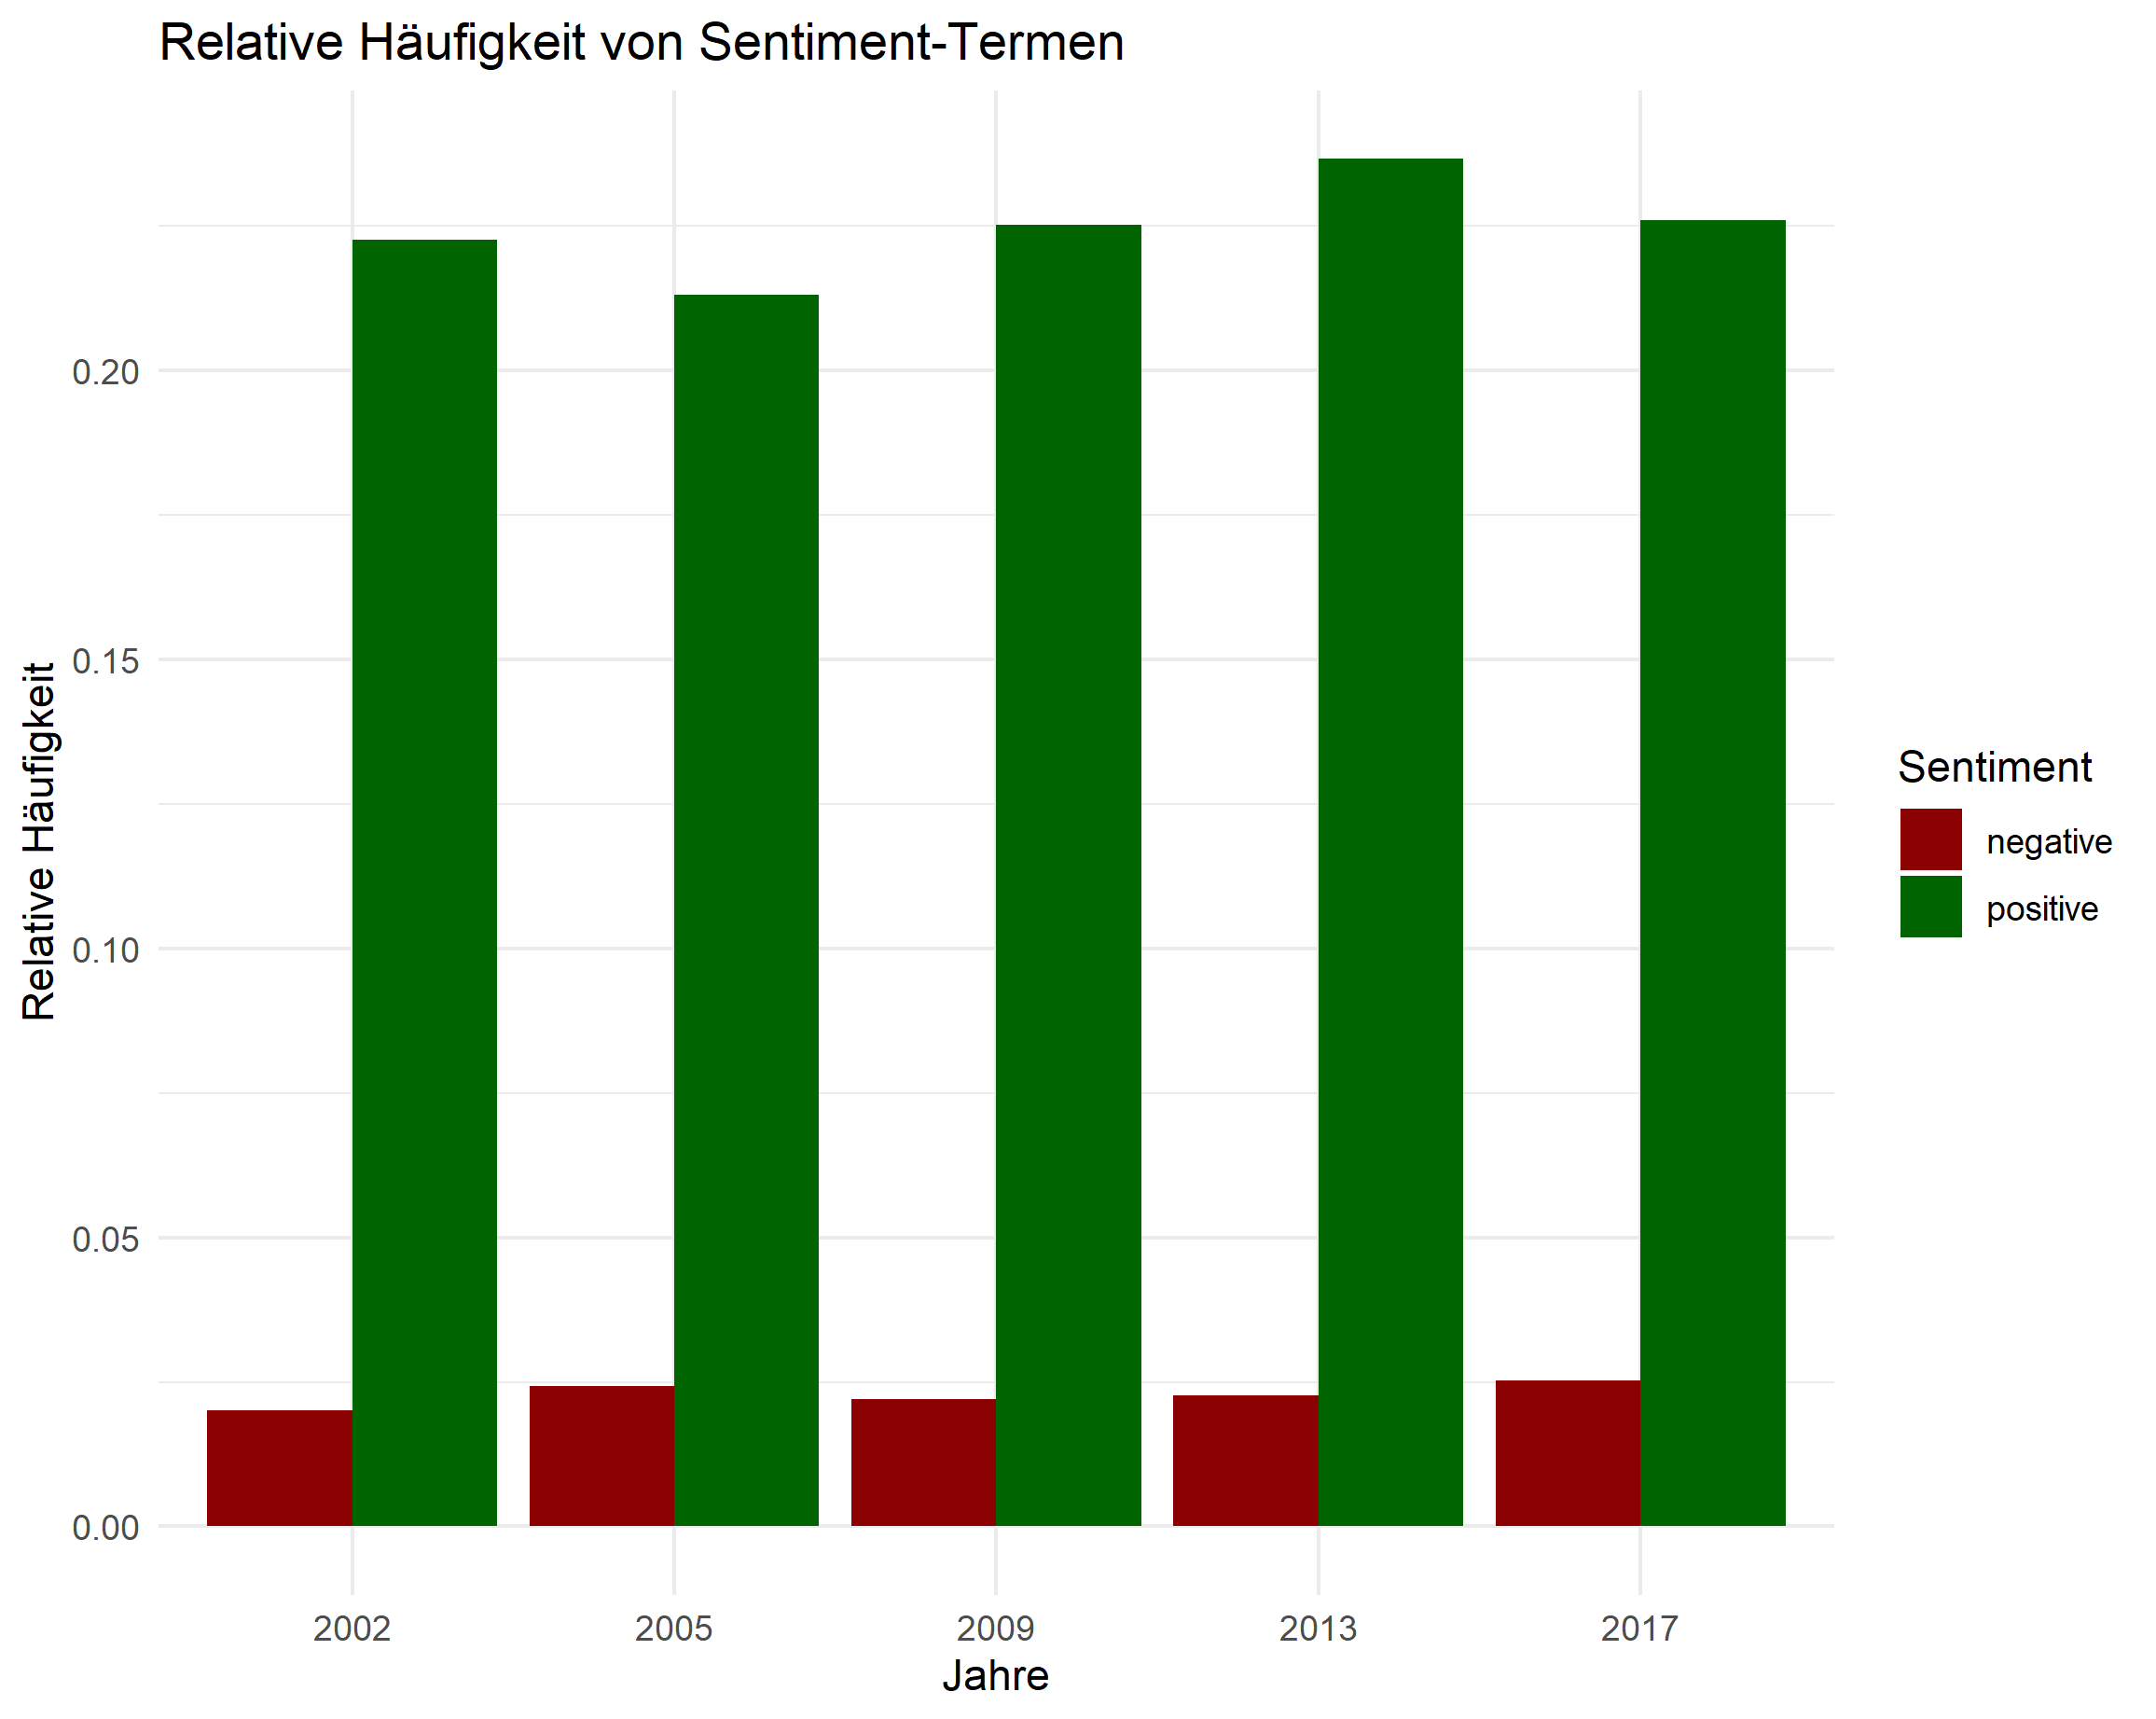 Relative Häufigkeit von Sentiment-Termen
Relative Häufigkeit
0.20
0.15
0.10
0.05
0.00
2002 2005 2009 2013 2017
Jahre
Sentiment
negative
positive